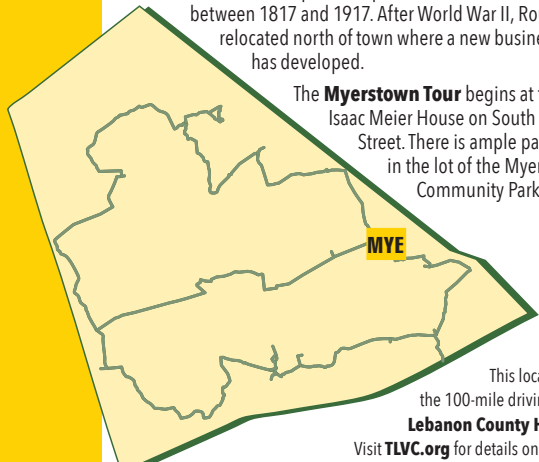 between 1817 and 1917. After World War II, Ro
relocated north of town where a new busine
has developed.
The Myerstown Tour begins at t
Isaac Meier House on South
Street. There is ample pa
in the lot of the Myer
Community Park
MYE
This loca
the 100-mile drivin
Lebanon County H
Visit TLVC.org for details on